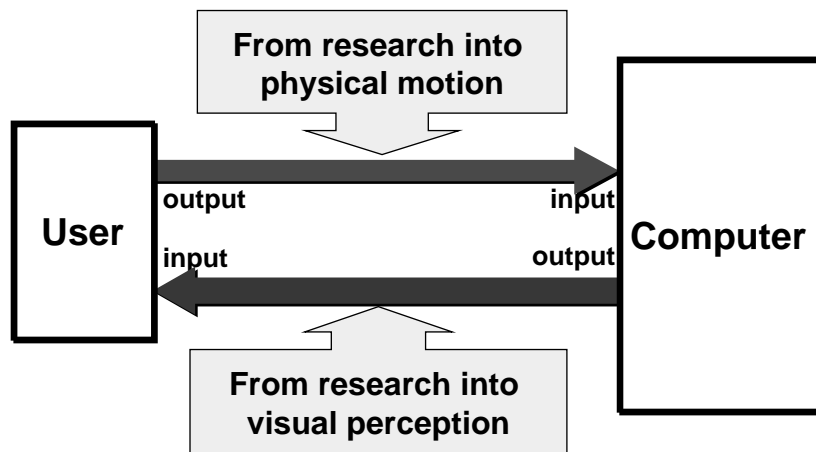 From research into
physical motion
output
input
User
Computer
input
output
From research into
visual perception